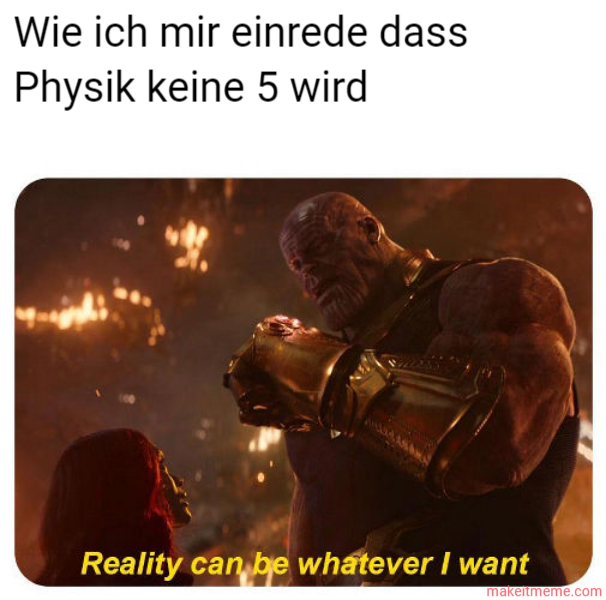 Wie ich mir einrede dass
Physik keine 5 wird
Reality can be whatever I want
makeitmeme.com